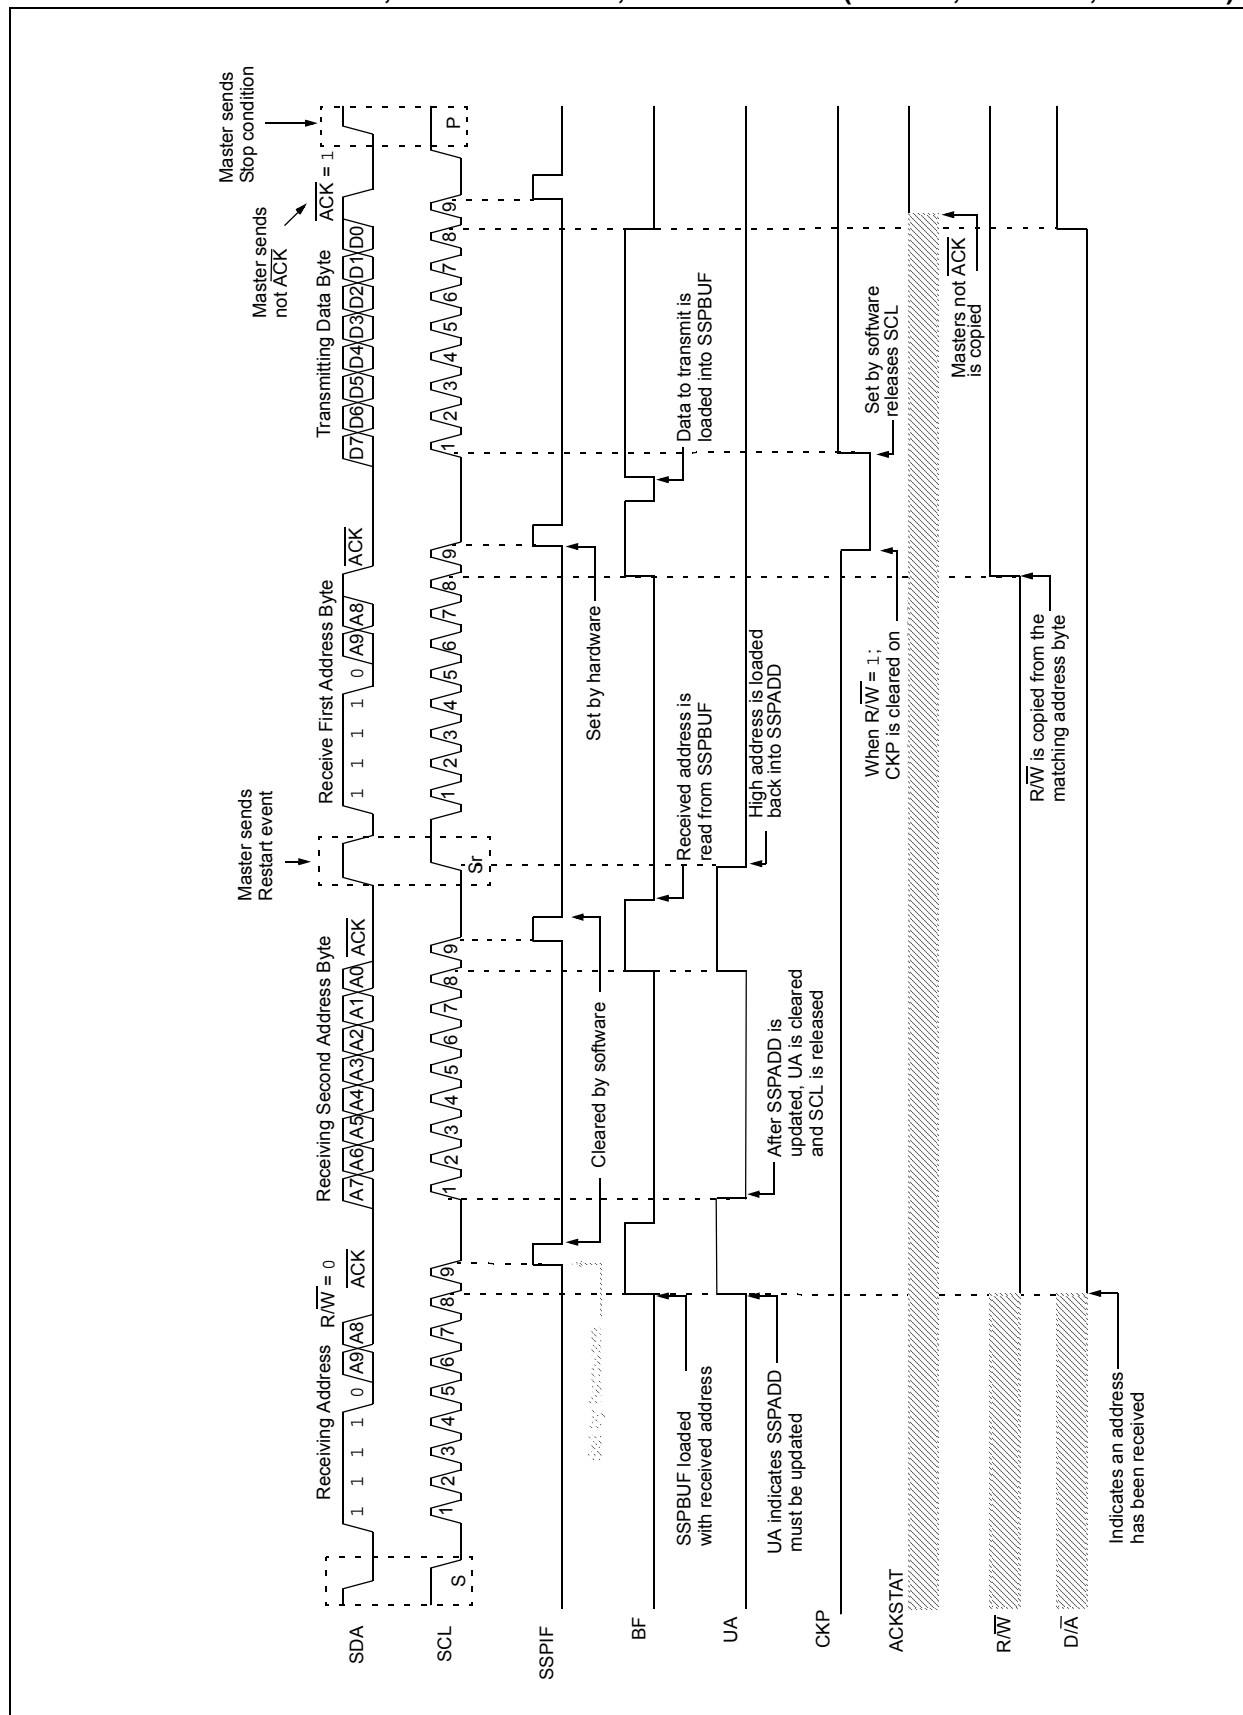 Master sends
Stop condition
Master sends
not ACK
ACK = 1
Master sends
Restart event
Receiving Address R/W = 0
ACK
Receiving Second Address Byte
ACK
Receive First Address Byte
ACK
Transmitting Data Byte
SDA
1 1 1 1 0 A9 A8
A7 A6 A5 A4 A3 A2 A1 A0
1 1 1 1 0 A9 A8
D7 D6 D5 D4 D3 D2 D1 D0
SCL
S
1 2 3 4 5 6 7 8 9
1 2 3 4 5 6 7 8 9
Sr
1 2 3 4 5 6 7 8 9
1 2 3 4 5 6 7 8 9
P
SSPIF
Set by hardware
Cleared by software
Set by hardware
BF
SSPBUF loaded
with received address
Received address is
read from SSPBUF
Data to transmit is
loaded into SSPBUF
UA
UA indicates SSPADD
must be updated
After SSPADD is
updated, UA is cleared
and SCL is released
High address is loaded
back into SSPADD
CKP
When R/W = 1;
CKP is cleared on
Set by software
releases SCL
ACKSTAT
Masters not ACK
is copied
R/W
R/W is copied from the
matching address byte
D/A
Indicates an address
has been received